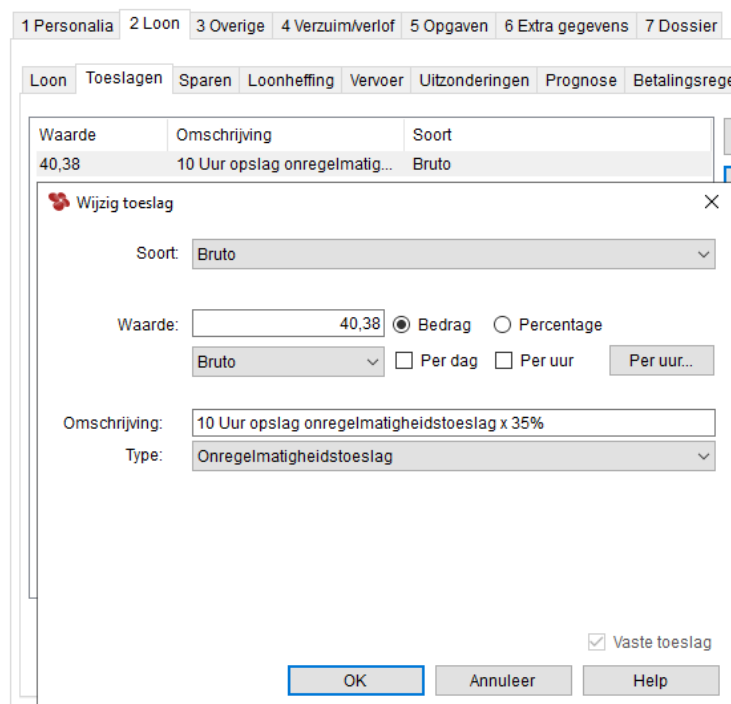 1 Personalia 2 Loon 3 Overige 4 Verzuim/verlof 5 Opgaven 6 Extra gegevens 7 Dossier
Loon Toeslagen Sparen Loonheffing Vervoer Uitzonderingen Prognose Betalingsrege
Waarde Omschrijving Soort
40,38 10 Uur opslag onregelmatig... Bruto
Wijzig toeslag
Soort: Bruto
Waarde: 40,38 Bedrag Percentage
Bruto Per dag Per uur Per uur...
Omschrijving: 10 Uur opslag onregelmatigheidstoeslag x 35%
Type: Onregelmatigheidstoeslag
Vaste toeslag
OK Annuleer Help